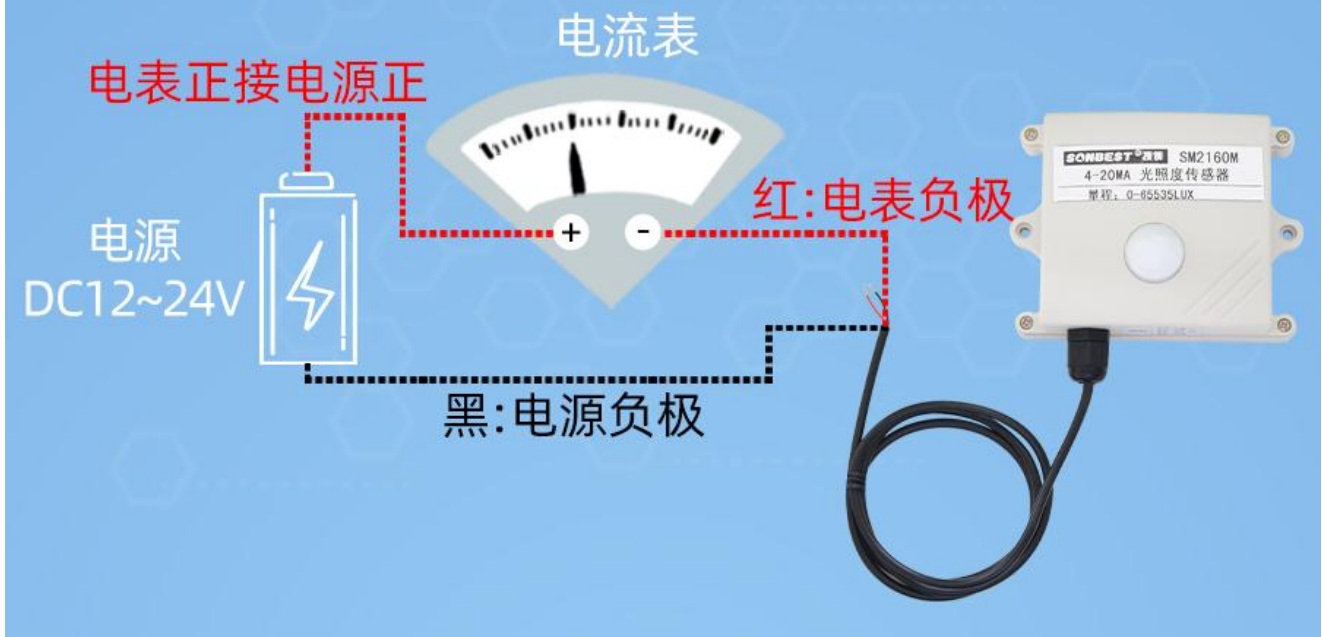 电流表
电表正接电源正
SONBEST 搜博 SM2160M
4-20MA 光照度传感器
量程: 0-65535LUX
红:电表负极
+ -
电源
DC12~24V
黑:电源负极